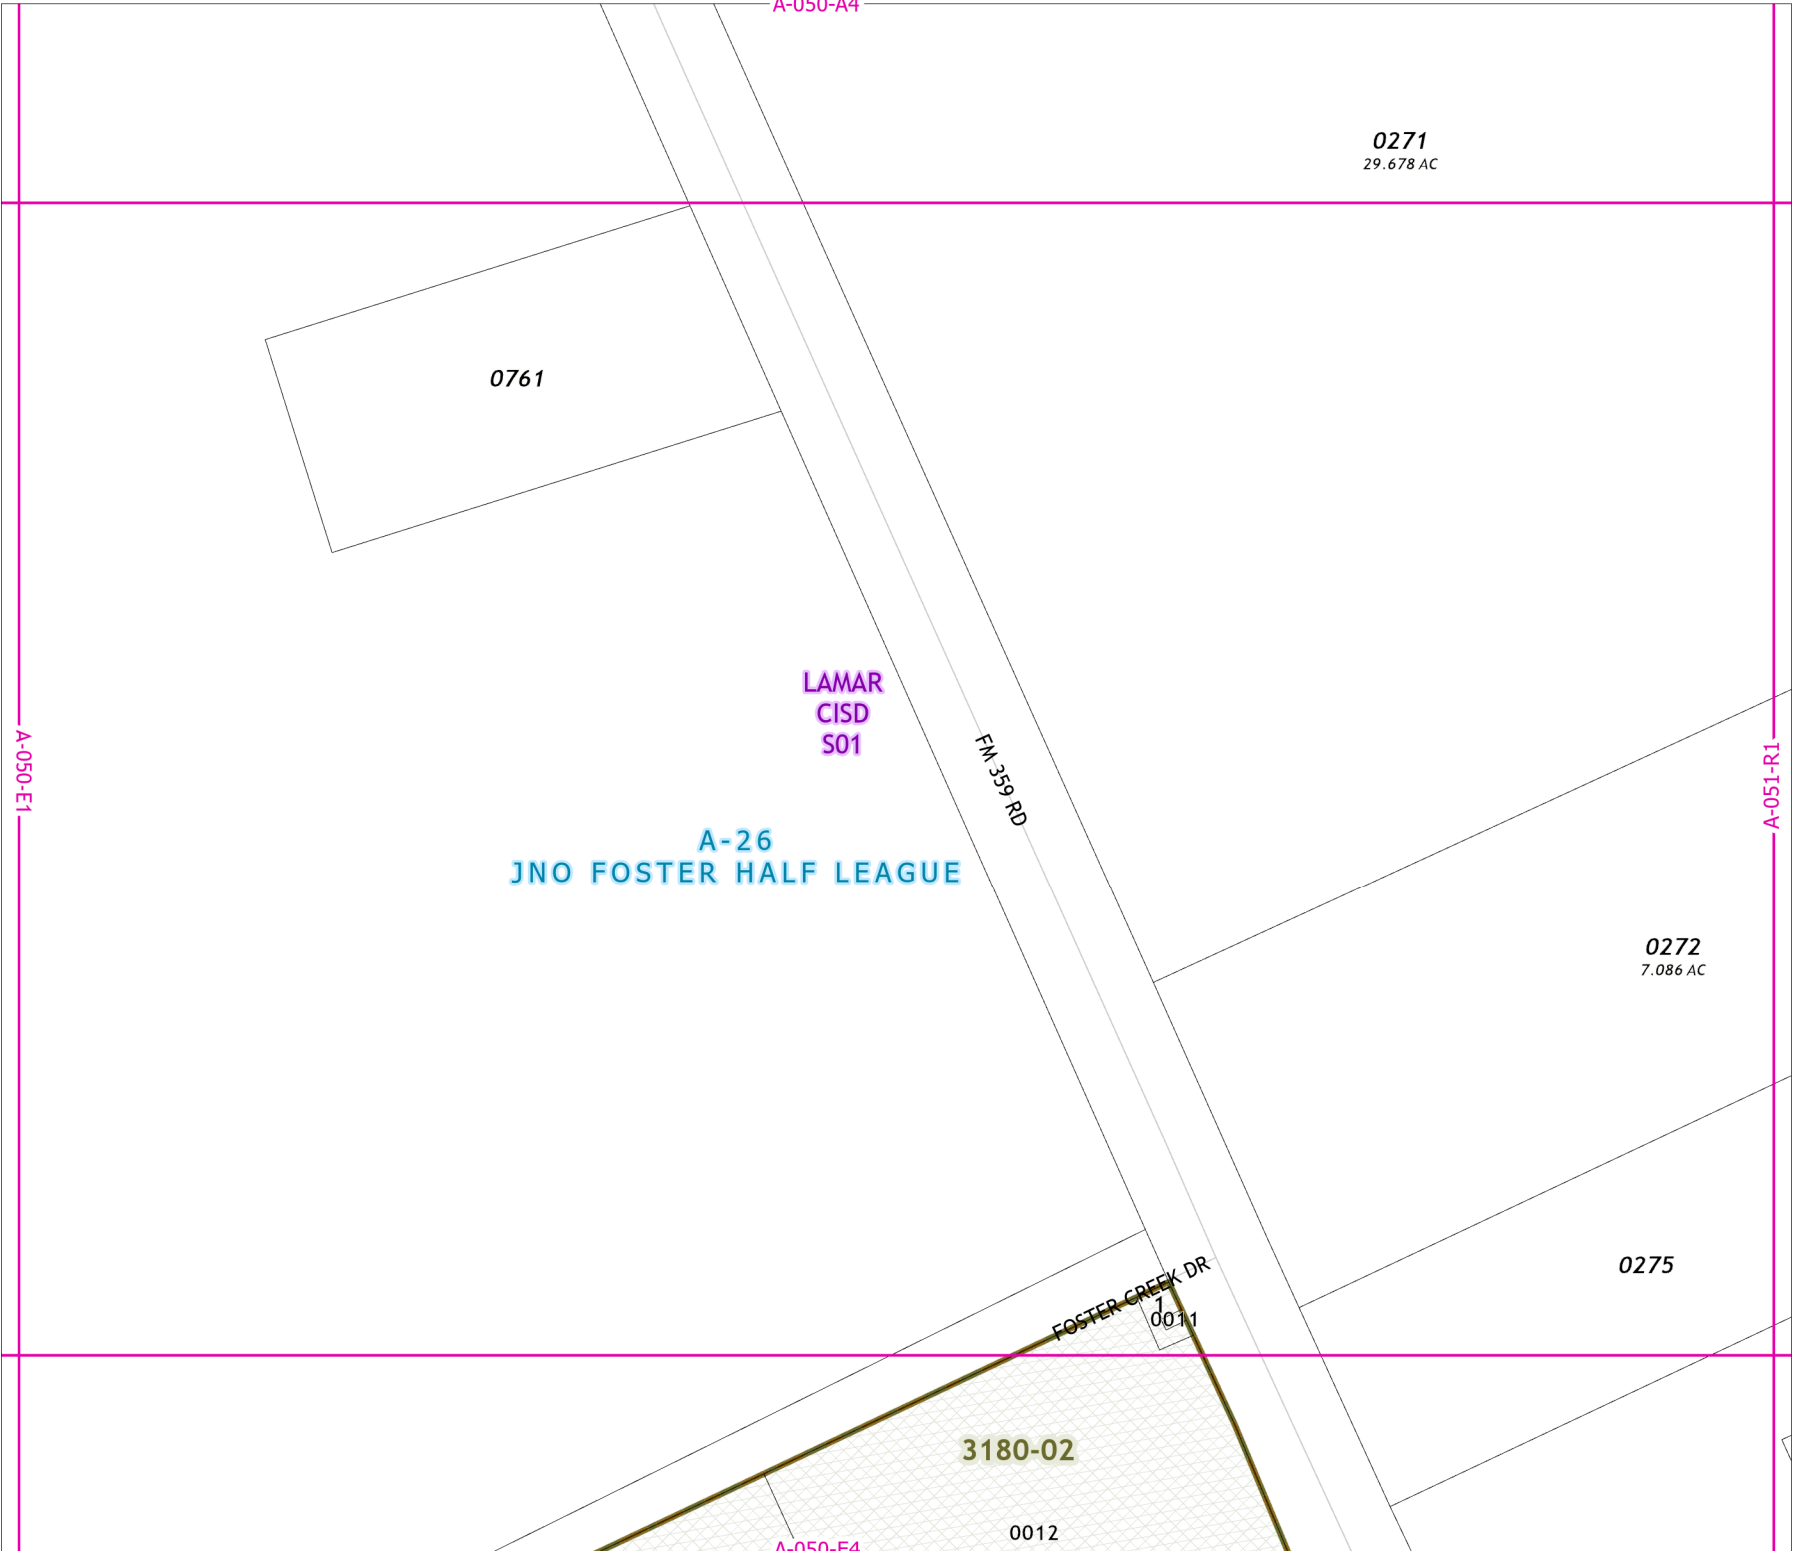 A-050-A4
0271
29.678 AC
0761
LAMAR
CISD
S01
FM 359 RD
A-050-E1
A-051-R1
A-26
JNO FOSTER HALF LEAGUE
0272
7.086 AC
FOSTER CREEK DR
0275
1
0011
3180-02
0012
A-050-E4